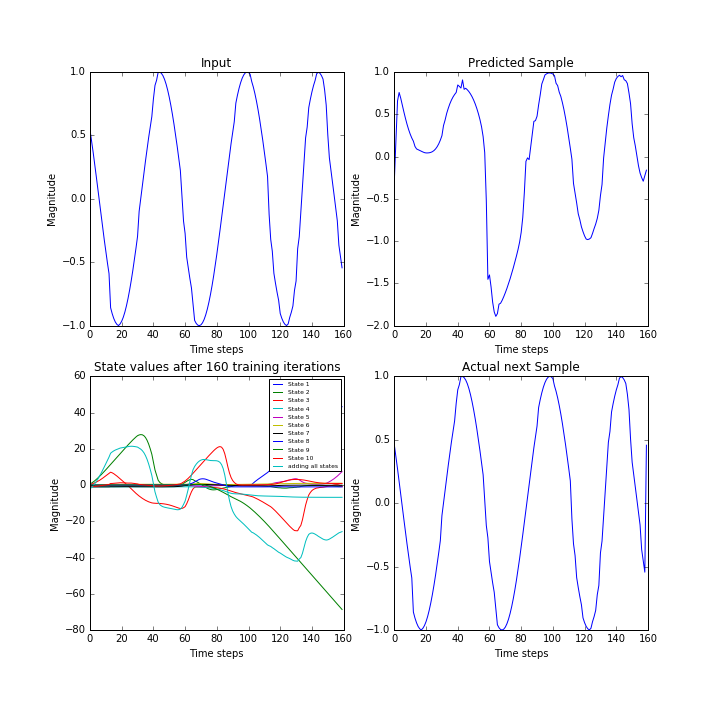 Input
Magnitude
1.0
0.5
0.0
−0.5
−1.0
0 20 40 60 80 100 120 140 160
Time steps
Predicted Sample
Magnitude
1.0
0.5
0.0
−0.5
−1.0
−1.5
−2.0
0 20 40 60 80 100 120 140 160
Time steps
State values after 160 training iterations
Magnitude
60
40
20
0
−20
−40
−60
−80
0 20 40 60 80 100 120 140 160
Time steps
State 1
State 2
State 3
State 4
State 5
State 6
State 7
State 8
State 9
State 10
adding all states
Actual next Sample
Magnitude
1.0
0.5
0.0
−0.5
−1.0
0 20 40 60 80 100 120 140 160
Time steps